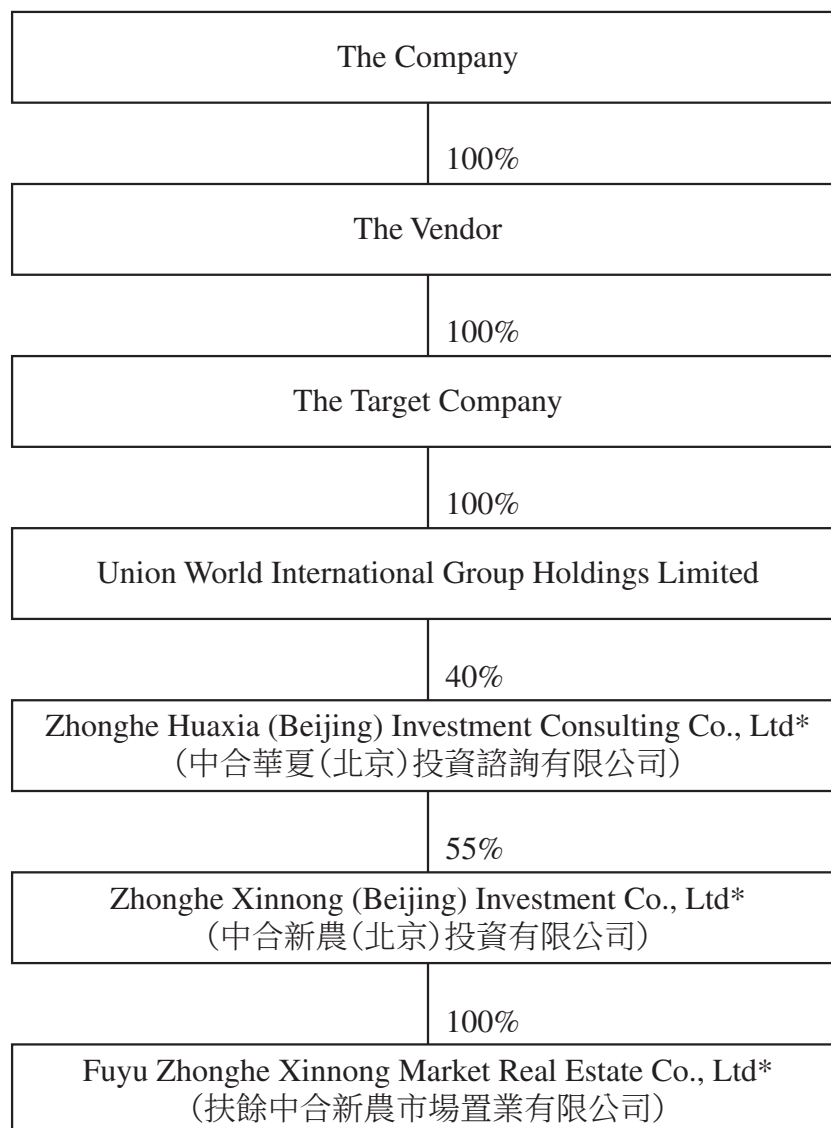 The Company
100%
The Vendor
100%
The Target Company
100%
Union World International Group Holdings Limited
40%
Zhonghe Huaxia (Beijing) Investment Consulting Co., Ltd*
（中合華夏（北京）投資諮詢有限公司）
55%
Zhonghe Xinnong (Beijing) Investment Co., Ltd*
（中合新農（北京）投資有限公司）
100%
Fuyu Zhonghe Xinnong Market Real Estate Co., Ltd*
（扶餘中合新農市場置業有限公司）